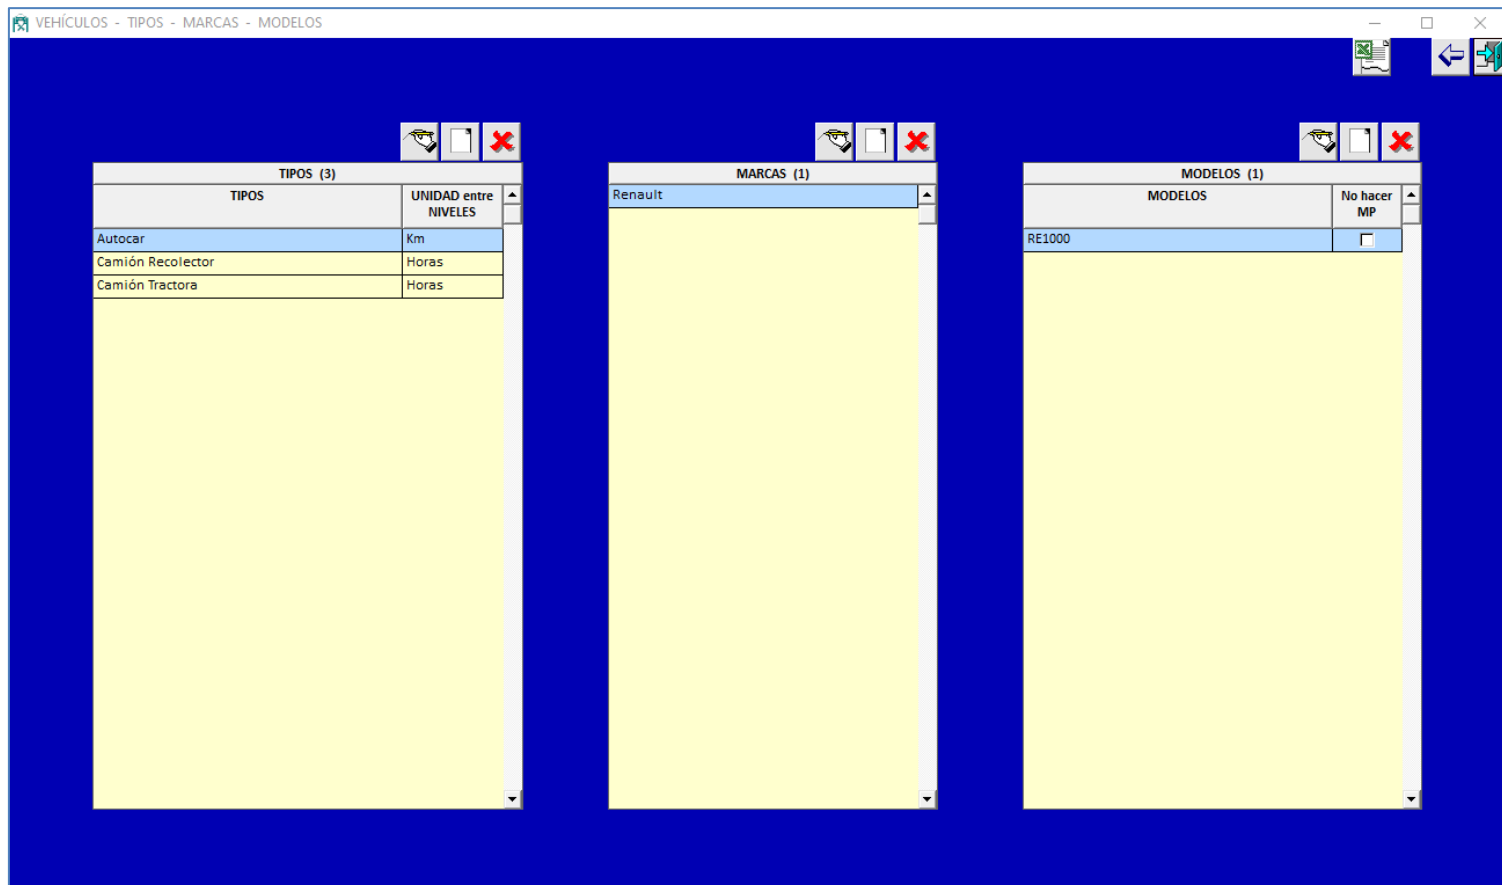 VEHÍCULOS - TIPOS - MARCAS - MODELOS
TIPOS (3)
TIPOS
UNIDAD entre
NIVELES
Autocar
Km
Camión Recolector
Horas
Camión Tractora
Horas
MARCAS (1)
Renault
MODELOS (1)
MODELOS
No hacer
MP
RE1000